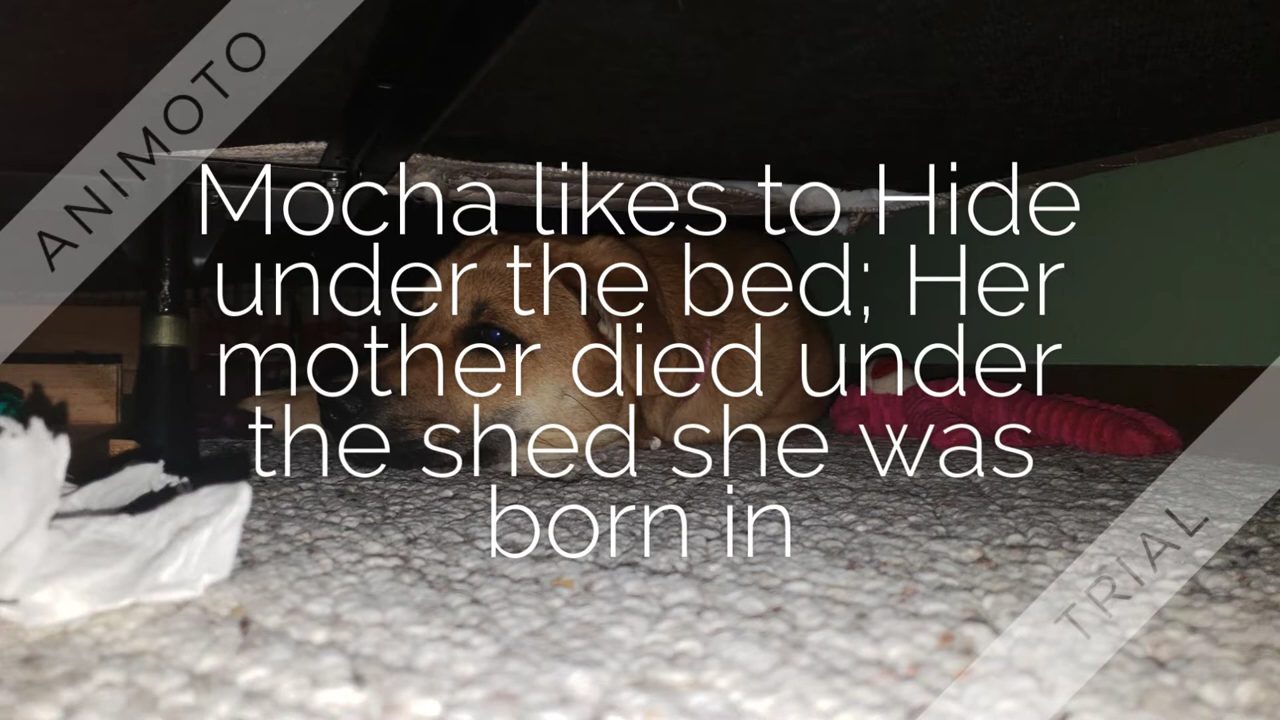 ANIMOTO
Mocha likes to Hide
under the bed; Her
mother died under
the shed she was
born in
TRIAL